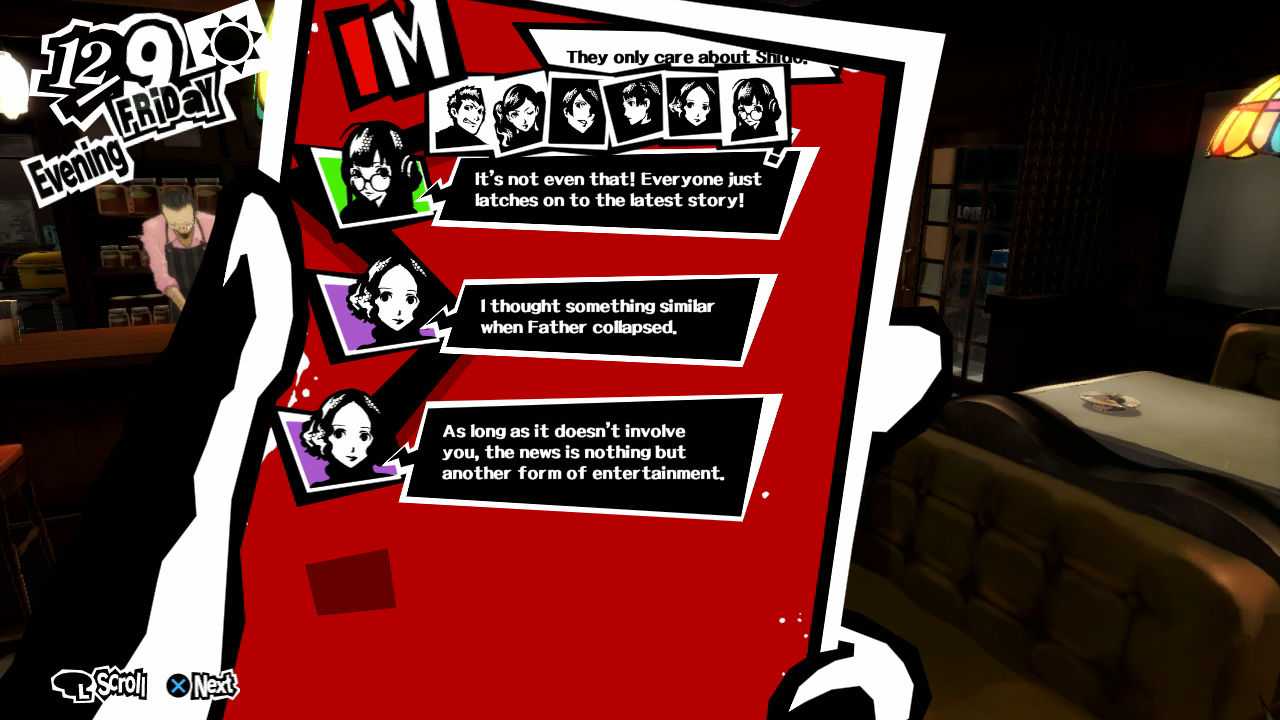 12 9
FRiDaY
Evening
IM
They only care about Shido.
It's not even that! Everyone just
latches on to the latest story!
I thought something similar
when Father collapsed.
As long as it doesn't involve
you, the news is nothing but
another form of entertainment.
L Scroll
Next